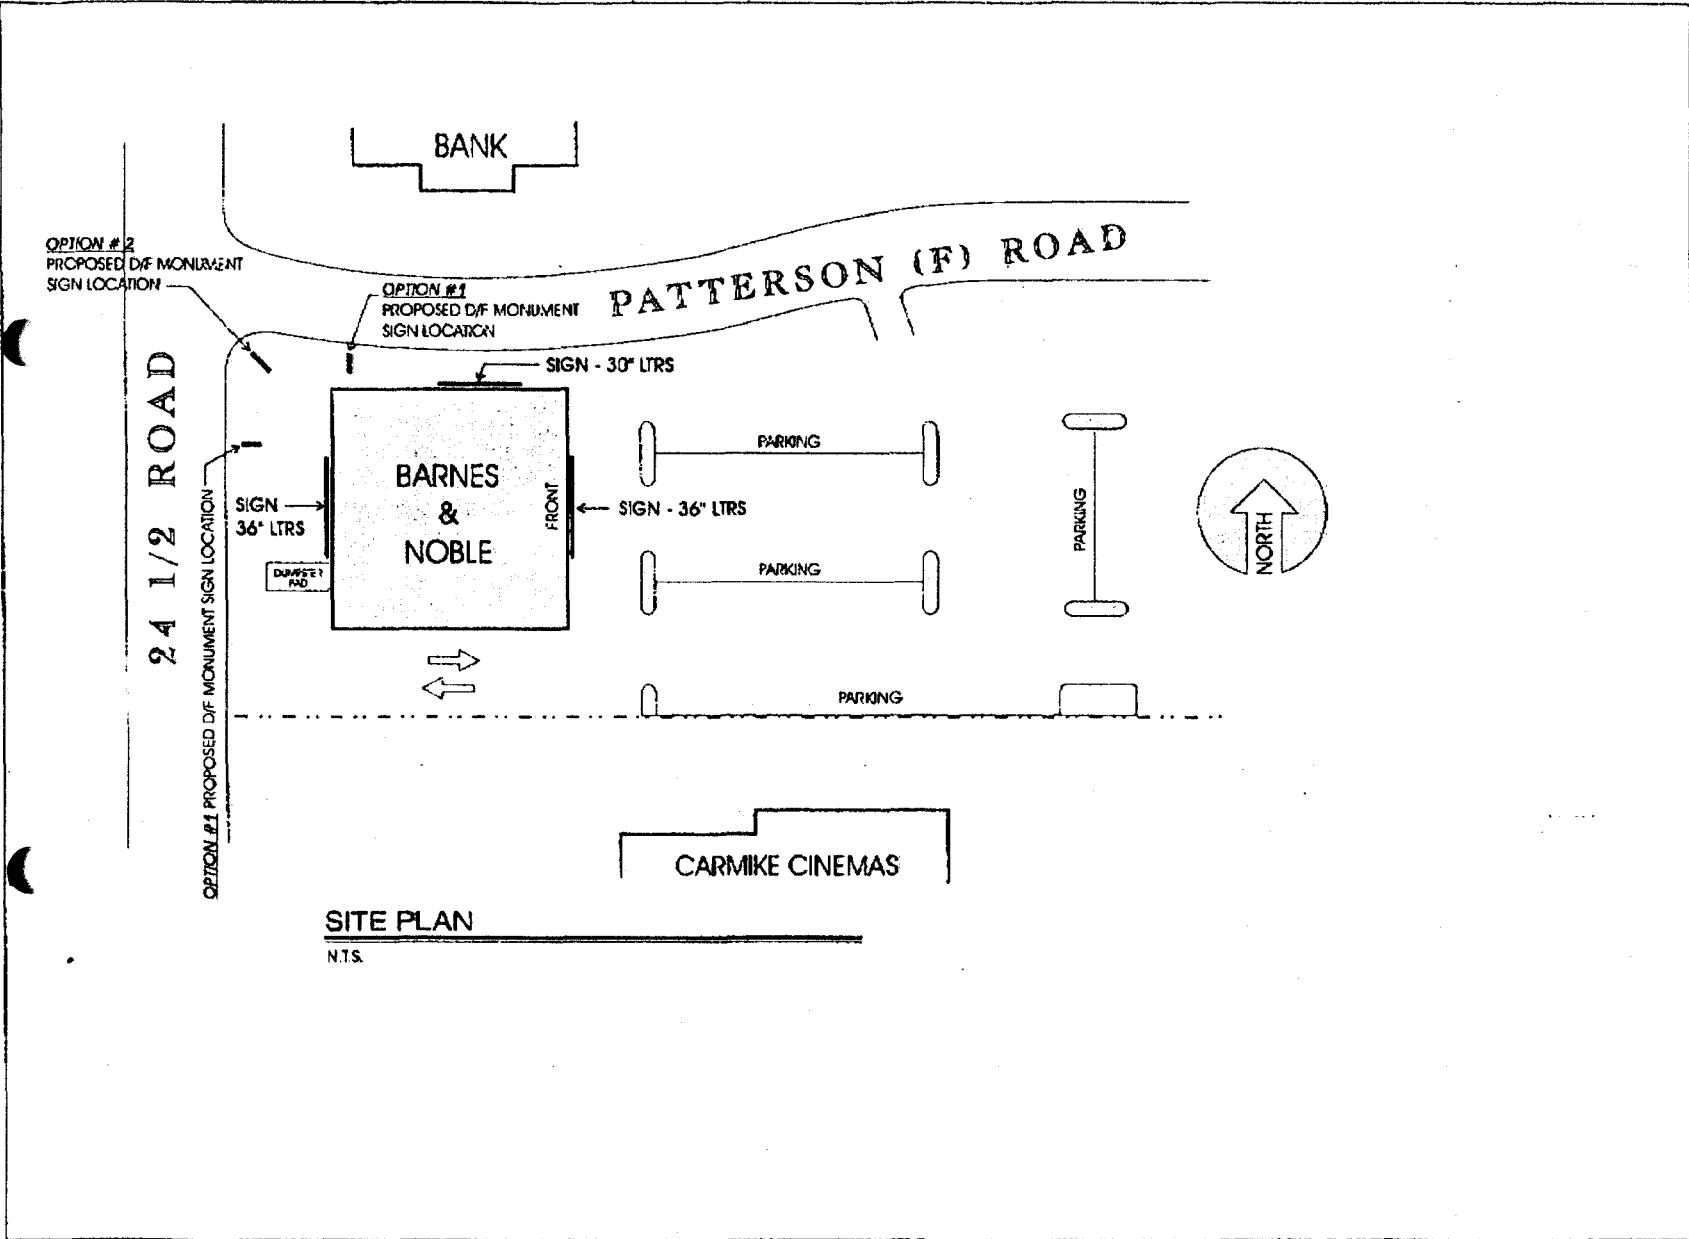 BANK
OPTION # 2
PROPOSED D/F MONUMENT
SIGN LOCATION
PATTERSON (F) ROAD
OPTION #1
PROPOSED D/F MONUMENT
SIGN LOCATION
SIGN - 30" LTRS
24 1/2 ROAD
OPTION #1 PROPOSED D/F MONUMENT SIGN LOCATION
SIGN
36" LTRS
BARNES
&
NOBLE
FRONT
SIGN - 36" LTRS
DUMPSTER
PAD
PARKING
PARKING
PARKING
PARKING
NORTH
CARMIKE CINEMAS
SITE PLAN
N.T.S.